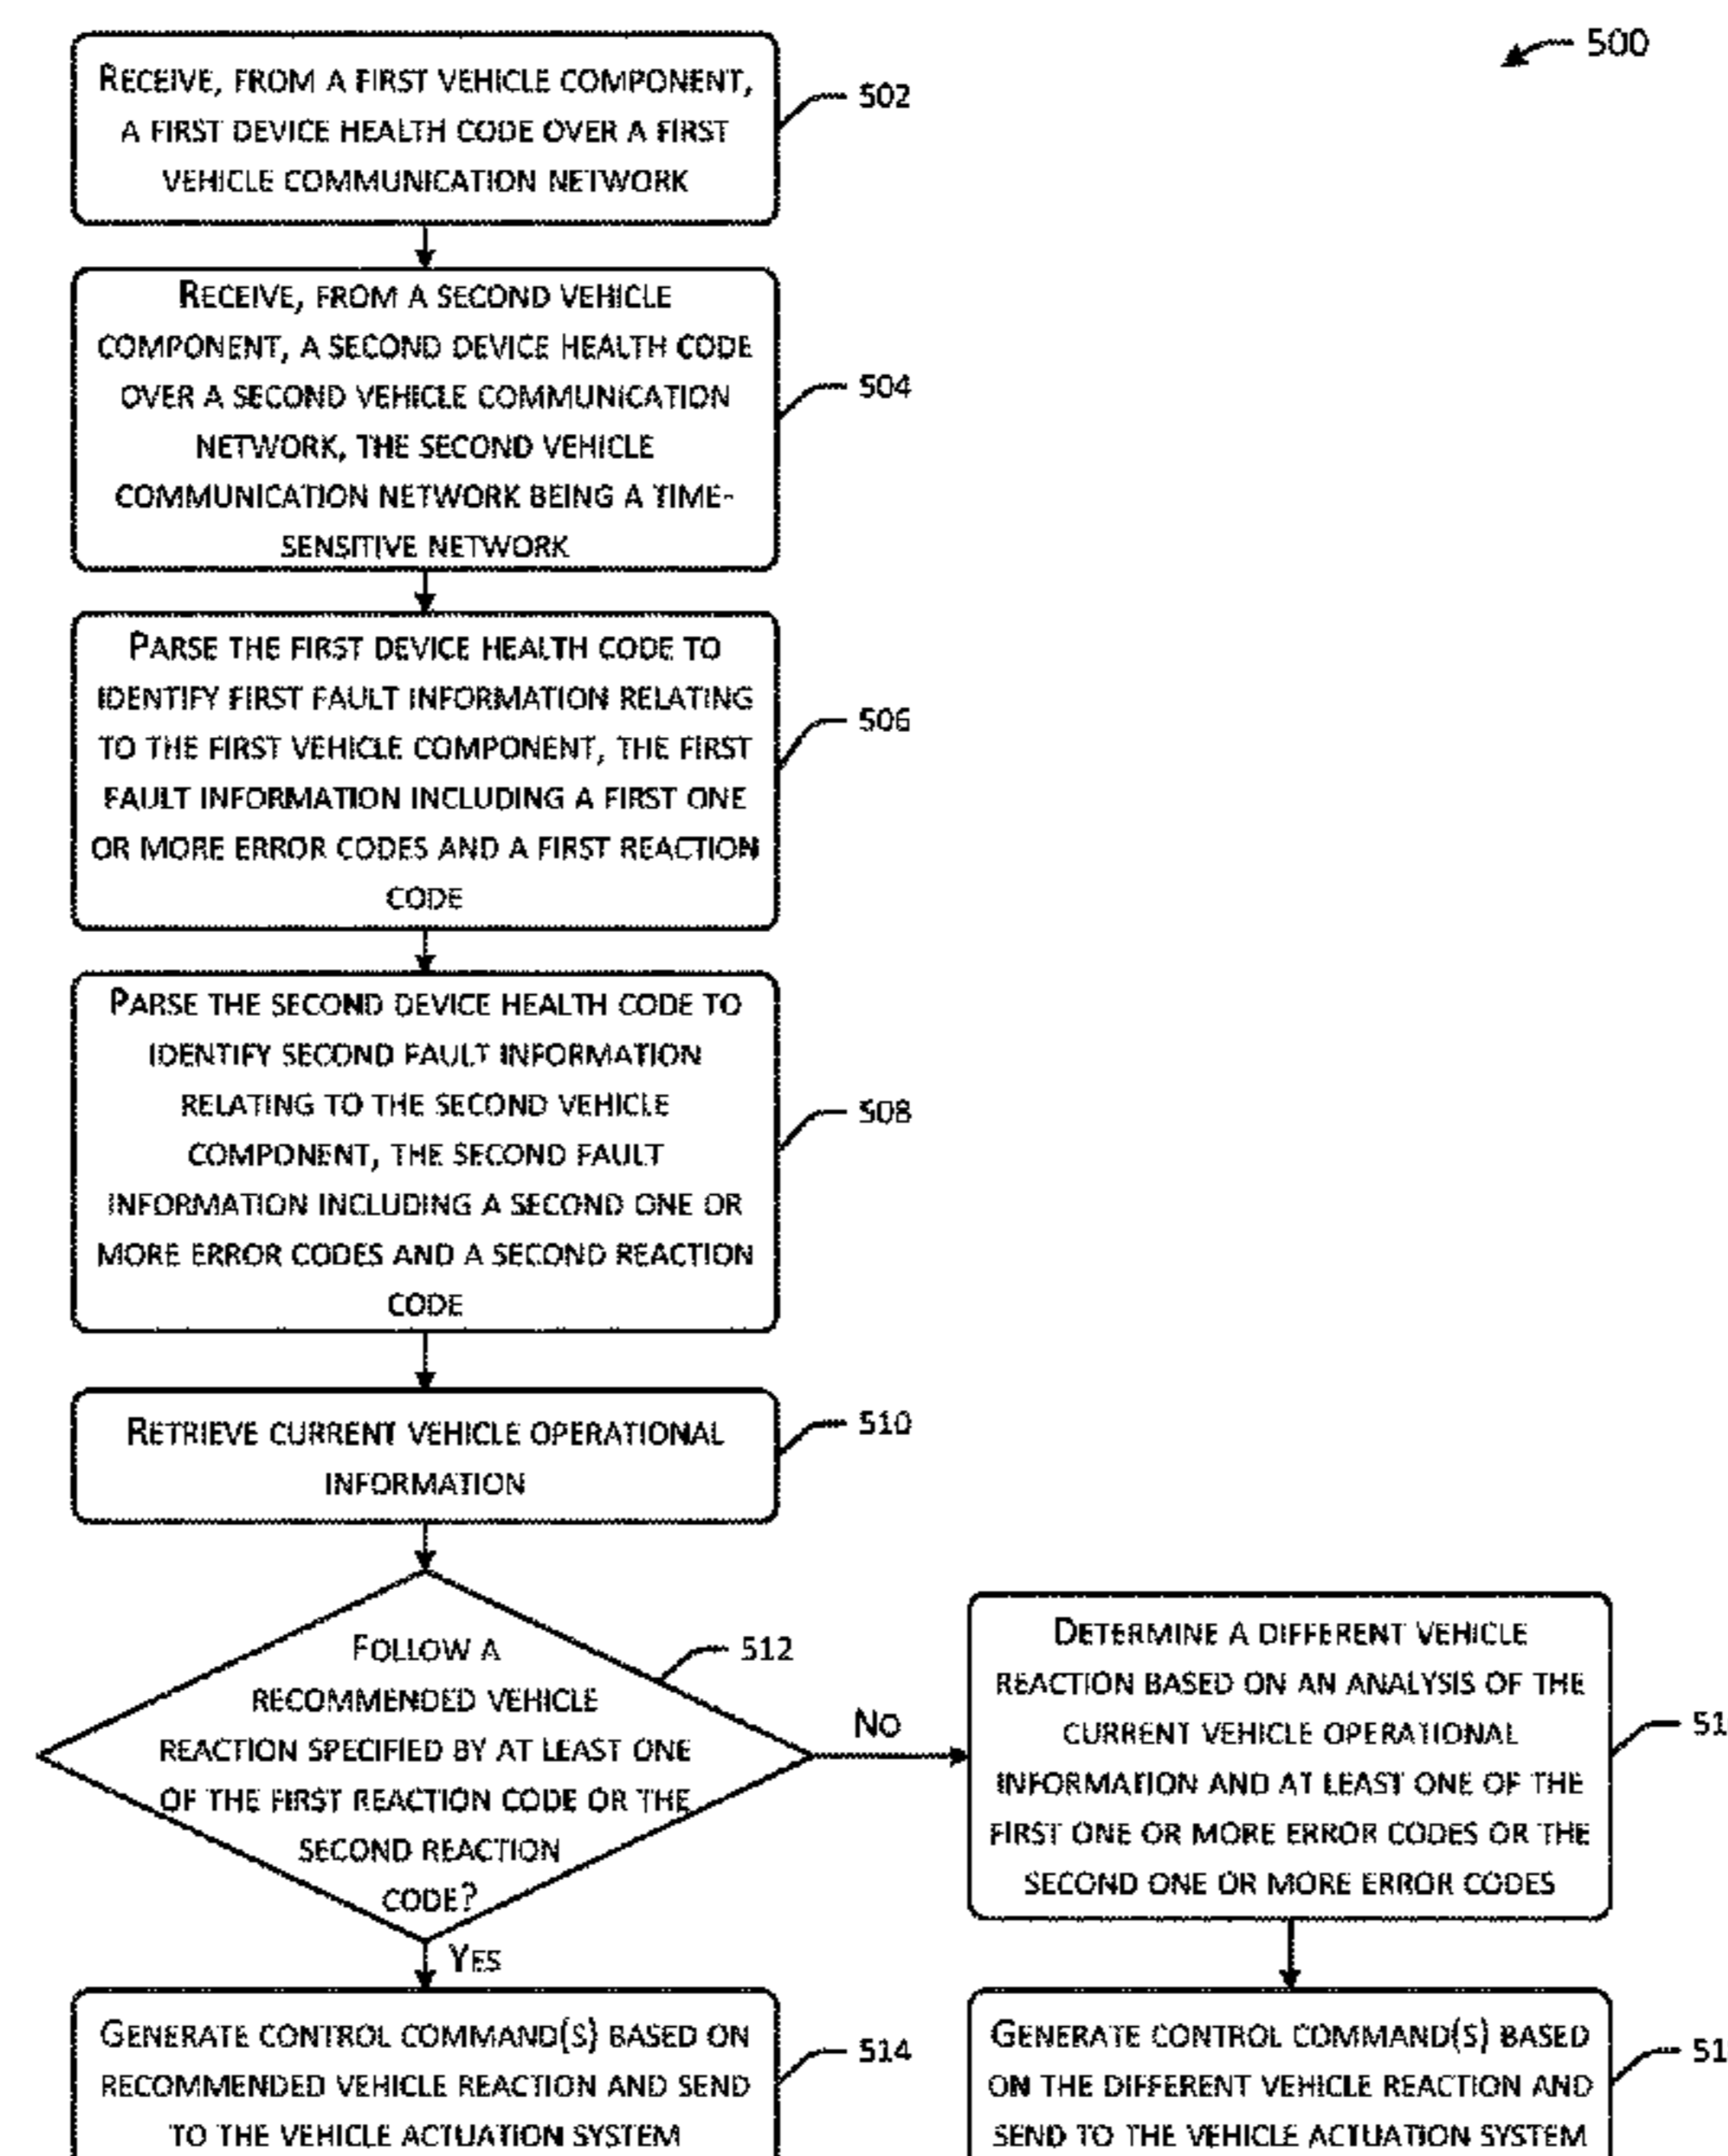 500
RECEIVE, FROM A FIRST VEHICLE COMPONENT,
A FIRST DEVICE HEALTH CODE OVER A FIRST
VEHICLE COMMUNICATION NETWORK
502
RECEIVE, FROM A SECOND VEHICLE
COMPONENT, A SECOND DEVICE HEALTH CODE
OVER A SECOND VEHICLE COMMUNICATION
NETWORK, THE SECOND VEHICLE
COMMUNICATION NETWORK BEING A TIME-
SENSITIVE NETWORK
504
PARSE THE FIRST DEVICE HEALTH CODE TO
IDENTIFY FIRST FAULT INFORMATION RELATING
TO THE FIRST VEHICLE COMPONENT, THE FIRST
FAULT INFORMATION INCLUDING A FIRST ONE
OR MORE ERROR CODES AND A FIRST REACTION
CODE
506
PARSE THE SECOND DEVICE HEALTH CODE TO
IDENTIFY SECOND FAULT INFORMATION
RELATING TO THE SECOND VEHICLE
COMPONENT, THE SECOND FAULT
INFORMATION INCLUDING A SECOND ONE OR
MORE ERROR CODES AND A SECOND REACTION
CODE
508
RETRIEVE CURRENT VEHICLE OPERATIONAL
INFORMATION
510
FOLLOW A
RECOMMENDED VEHICLE
REACTION SPECIFIED BY AT LEAST ONE
OF THE FIRST REACTION CODE OR THE
SECOND REACTION
CODE?
512
NO
YES
DETERMINE A DIFFERENT VEHICLE
REACTION BASED ON AN ANALYSIS OF THE
CURRENT VEHICLE OPERATIONAL
INFORMATION AND AT LEAST ONE OF THE
FIRST ONE OR MORE ERROR CODES OR THE
SECOND ONE OR MORE ERROR CODES
51
GENERATE CONTROL COMMAND(S) BASED ON
RECOMMENDED VEHICLE REACTION AND SEND
TO THE VEHICLE ACTUATION SYSTEM
514
GENERATE CONTROL COMMAND(S) BASED
ON THE DIFFERENT VEHICLE REACTION AND
SEND TO THE VEHICLE ACTUATION SYSTEM
51